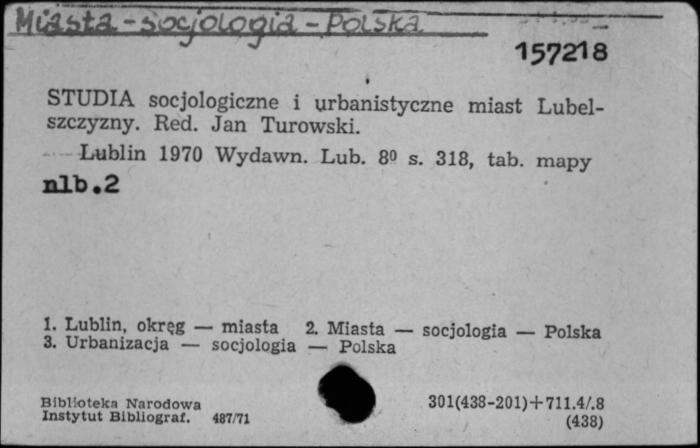 Miasta - socjologia - Polska
157218
STUDIA socjologiczne i urbanistyczne miast Lubel-
szczyzny. Red. Jan Turowski.
Lublin 1970 Wydawn. Lub. 8º s. 318, tab. mapy
nlb.2
1. Lublin, okręg — miasta 2. Miasta — socjologia — Polska
3. Urbanizacja — socjologia — Polska
Biblioteka Narodowa 301(438-201)+711.4/.8
Instytut Bibliograf. 487/71 (438)